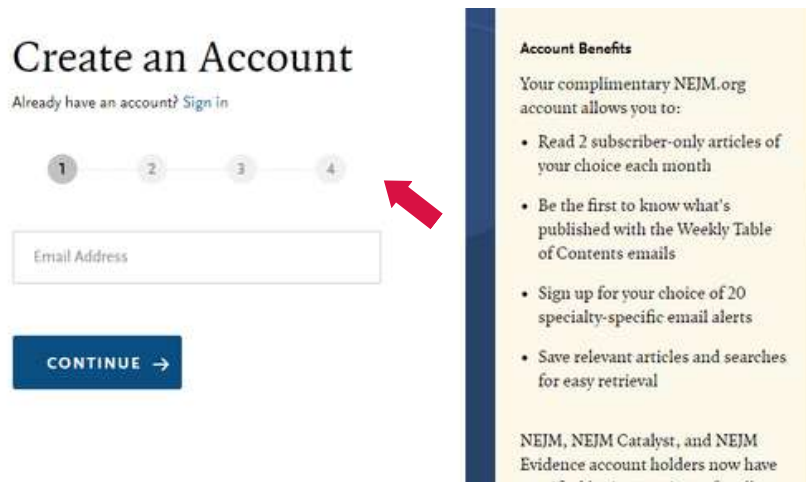 Create an Account
Already have an account? Sign in
1 2 3 4
Email Address
CONTINUE →
Account Benefits
Your complimentary NEJM.org
account allows you to:
• Read 2 subscriber-only articles of
your choice each month
• Be the first to know what's
published with the Weekly Table
of Contents emails
• Sign up for your choice of 20
specialty-specific email alerts
• Save relevant articles and searches
for easy retrieval
NEJM, NEJM Catalyst, and NEJM
Evidence account holders now have